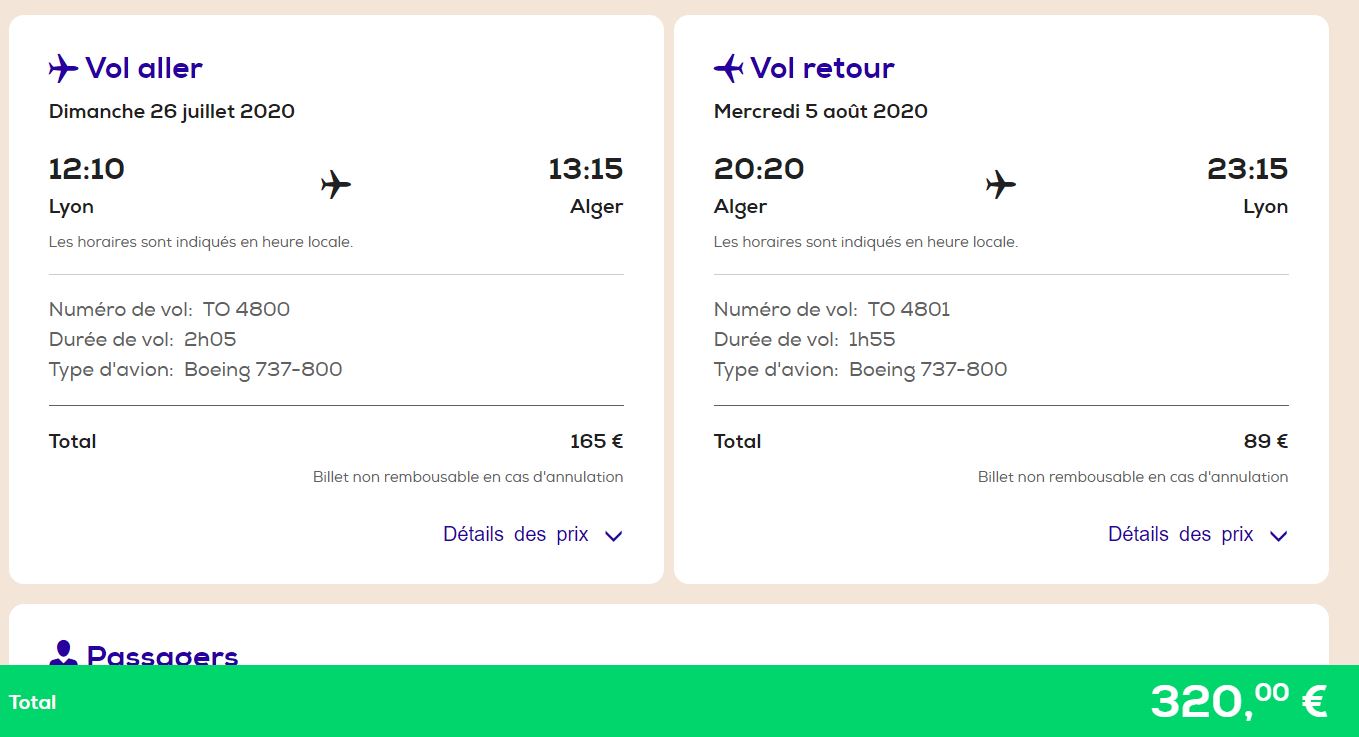 Vol aller
Dimanche 26 juillet 2020
12:10 13:15
Lyon Alger
Les horaires sont indiqués en heure locale.
Numéro de vol: TO 4800
Durée de vol: 2h05
Type d'avion: Boeing 737-800
Total 165 €
Billet non rembousable en cas d'annulation
Détails des prix
Vol retour
Mercredi 5 août 2020
20:20 23:15
Alger Lyon
Les horaires sont indiqués en heure locale.
Numéro de vol: TO 4801
Durée de vol: 1h55
Type d'avion: Boeing 737-800
Total 89 €
Billet non rembousable en cas d'annulation
Détails des prix
Passagers
Total 320,00 €